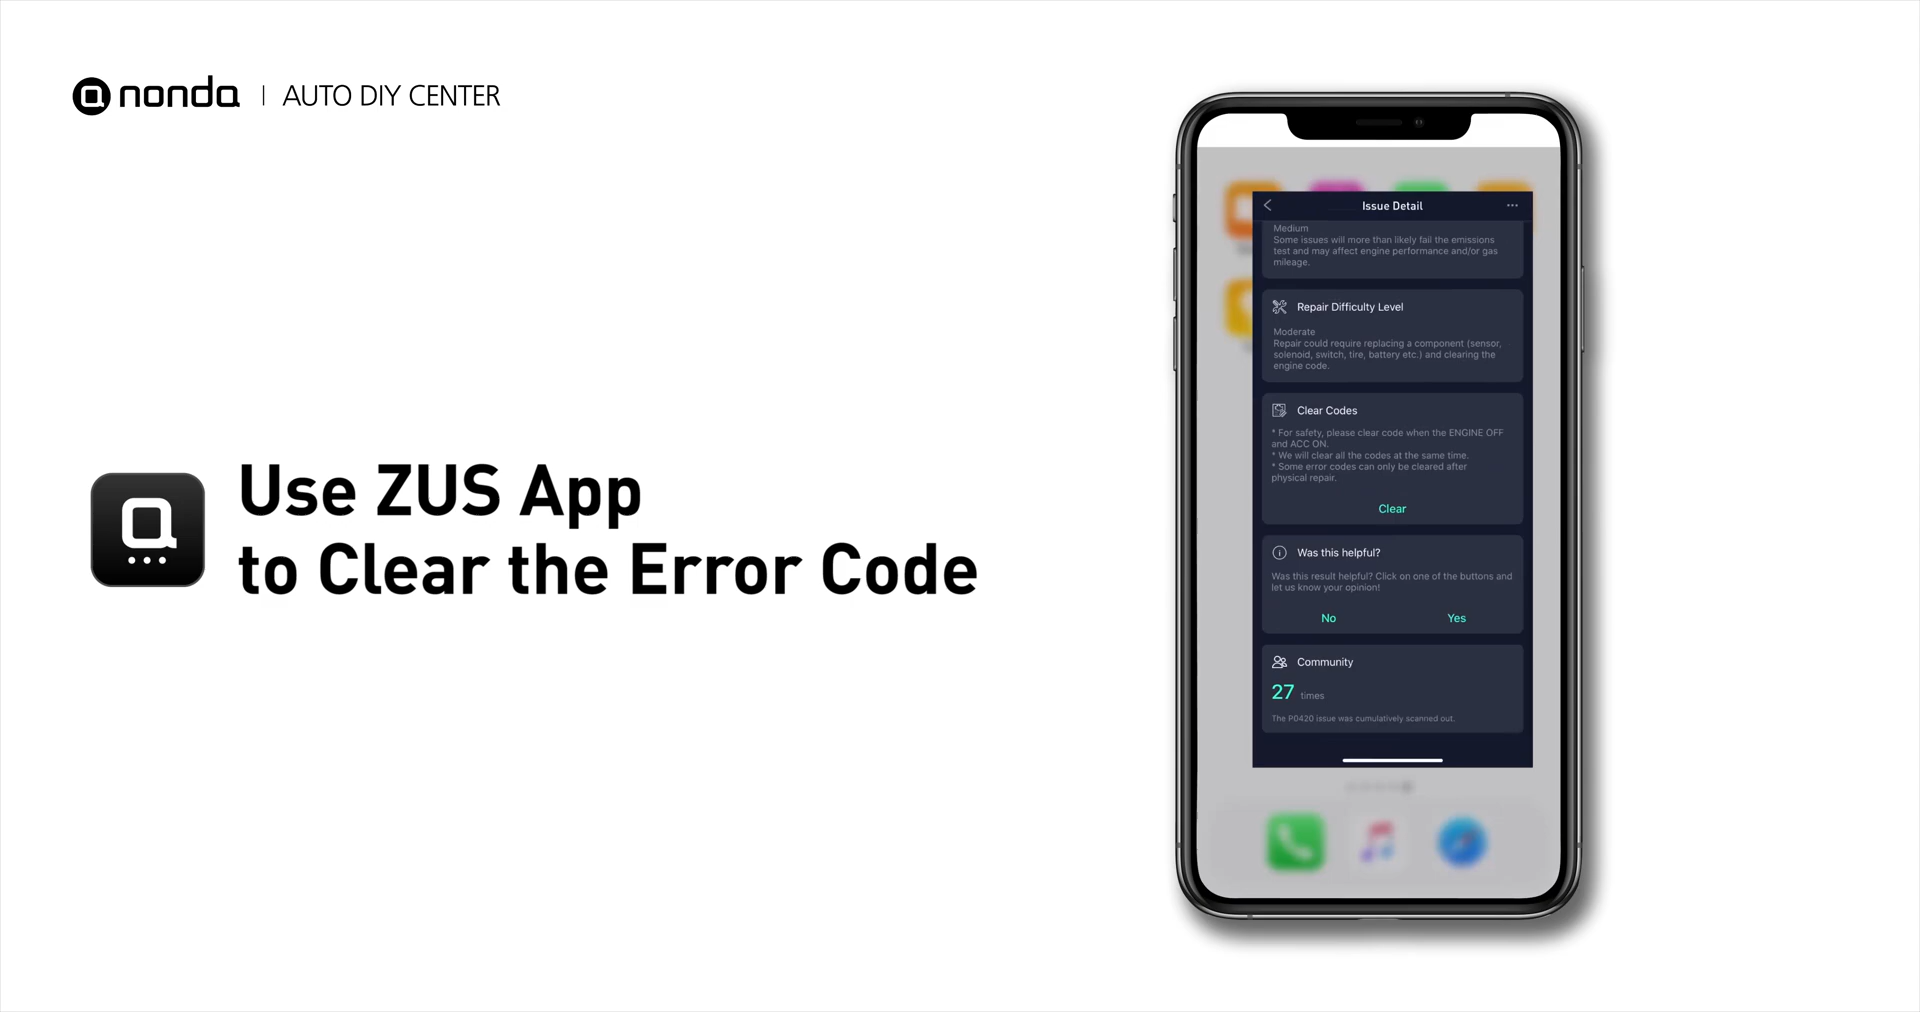 nonda | AUTO DIY CENTER
Use ZUS App
to Clear the Error Code
Issue Detail
Medium
Some issues will more than likely fail the emissions
test and may affect engine performance and/or gas
mileage.
Repair Difficulty Level
Moderate
Repair could require replacing a component (sensor,
solenoid, switch, tire, battery etc.) and clearing the
engine code.
Clear Codes
* For safety, please clear code when the ENGINE OFF
and ACC ON.
* We will clear all the codes at the same time.
* Some error codes can only be cleared after
physical repair.
Clear
Was this helpful?
Was this result helpful? Click on one of the buttons and
let us know your opinion!
No Yes
Community
27 times
The P0420 issue was cumulatively scanned out.